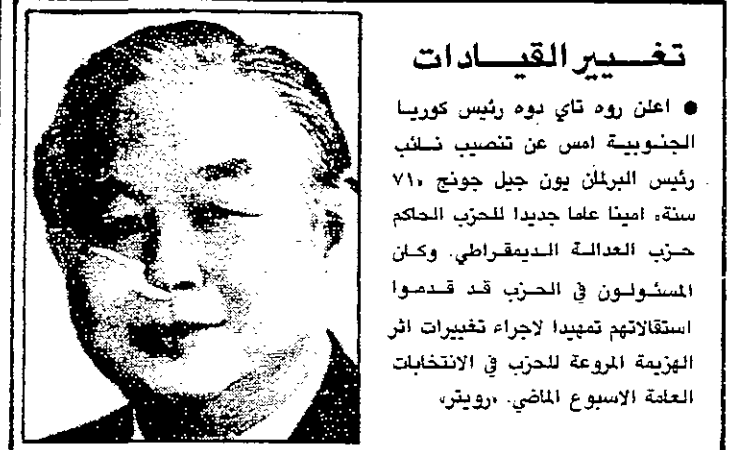 تغيير القيادات
● اعلن روه تاي دوه رئيس كوريا
الجنوبية امس عن تنصيب نائب
رئيس البرلمان يون جيل جونج «٧١
سنة» امينا عاما جديدا للحزب الحاكم
حزب العدالة الديمقراطي. وكان
المسئولون في الحزب قد قدموا
استقالاتهم تمهيدا لاجراء تغييرات اثر
الهزيمة المروعة للحزب في الانتخابات
العامة الاسبوع الماضي. «رويتر»